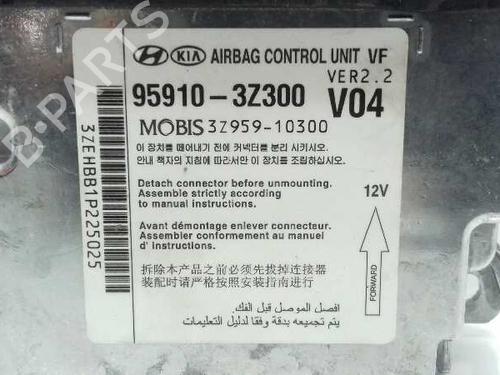 B-PARTS
HYUNDAI KIA AIRBAG CONTROL UNIT VF
VER2.2
95910-3Z300 V04
MOBIS 3Z959-10300
이 장치를 떼어내기 전에 커넥터를 분리 시키시오.
안내 책자의 지침에 따라서만 이 장치를 조립하십시오.
Detach connector before unmounting.
Assemble strictly according
to manual instructions.
12V
Avant démontage enlever connecteur.
Assembler conformement au manuel
d' instructions.
FORWARD
拆除本产品之前必须先拔掉连接器
装配时请严格按照安装指南进行
افصل الموصل قبل الفك.
يتم تجميعه بدقة وفقا لدليل التعليمات
3ZEHBB1P225025